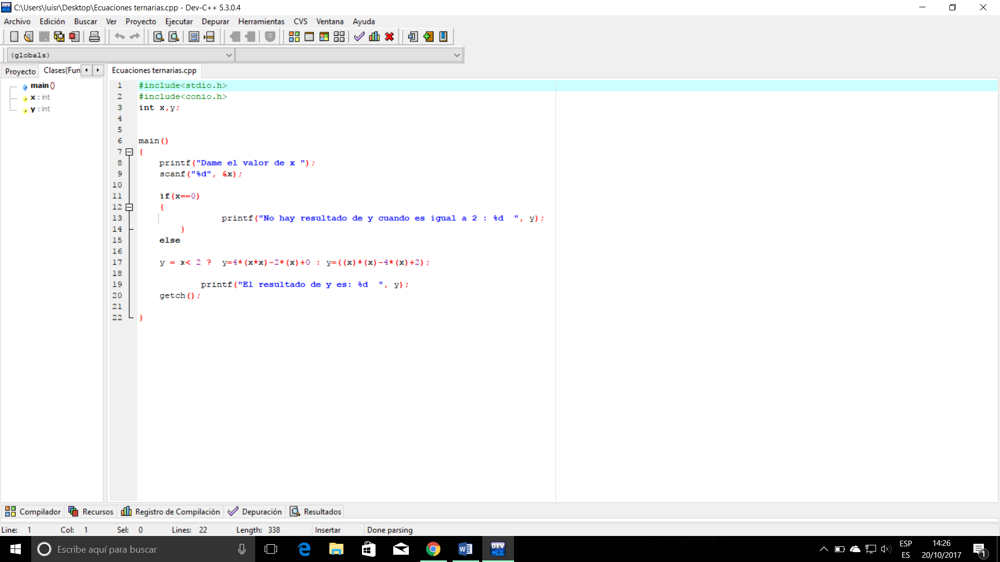 C:\Users\luisr\Desktop\Ecuaciones ternarias.cpp - Dev-C++ 5.3.0.4
Archivo Edición Buscar Ver Proyecto Ejecutar Depurar Herramientas CVS Ventana Ayuda
(globals)
Proyecto Clases(Fun Ecuaciones ternarias.cpp
main ()
x : int
y : int
1 #include<stdio.h>
2 #include<conio.h>
3 int x,y;
4
5
6 main()
7 {
8 printf("Dame el valor de x ");
9 scanf("%d", &x);
10
11 if(x==0)
12 {
13 printf("No hay resultado de y cuando es igual a 2 : %d  ", y);
14 }
15 else
16
17 y = x< 2 ?  y=4*(x*x)-2*(x)+0 : y=((x)*(x)-4*(x)+2);
18
19 printf("El resultado de y es: %d  ", y);
20 getch();
21
22 }
Compilador Recursos Registro de Compilación Depuración Resultados
Line: 1 Col: 1 Sel: 0 Lines: 22 Length: 338 Insertar Done parsing
Escribe aquí para buscar
DEV C++
ESP
ES
14:26
20/10/2017
1